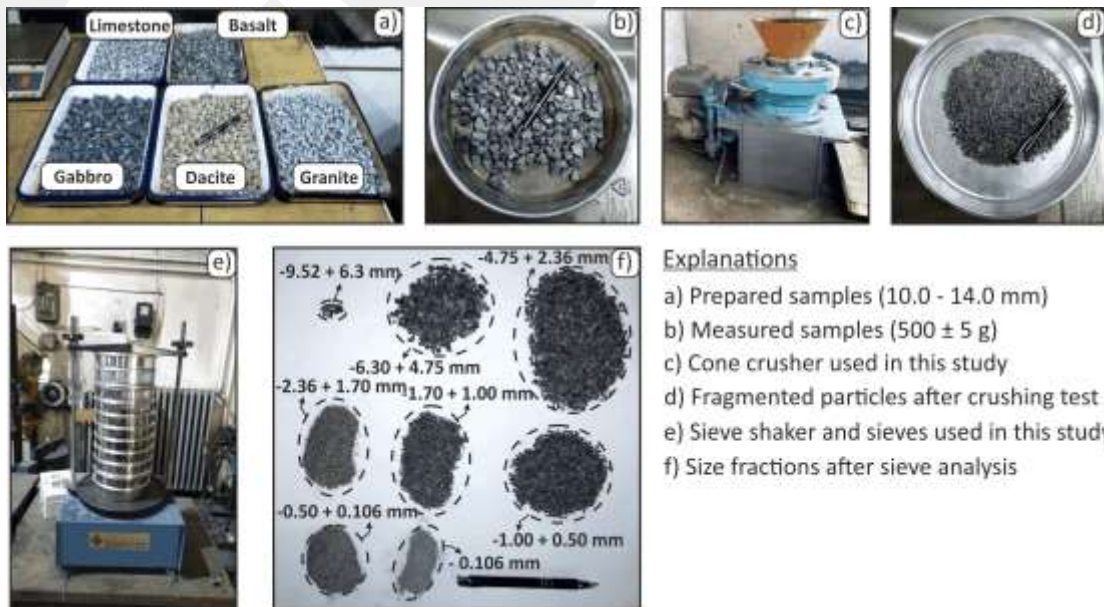 Limestone
Basalt
a)
Gabbro
Dacite
Granite
b)
c)
d)
e)
f)
-9.52 + 6.3 mm
-4.75 + 2.36 mm
-6.30 + 4.75 mm
-2.36 + 1.70 mm
1.70 + 1.00 mm
-0.50 + 0.106 mm
-1.00 + 0.50 mm
- 0.106 mm
Explanations
a) Prepared samples (10.0 - 14.0 mm)
b) Measured samples (500 ± 5 g)
c) Cone crusher used in this study
d) Fragmented particles after crushing test
e) Sieve shaker and sieves used in this study
f) Size fractions after sieve analysis